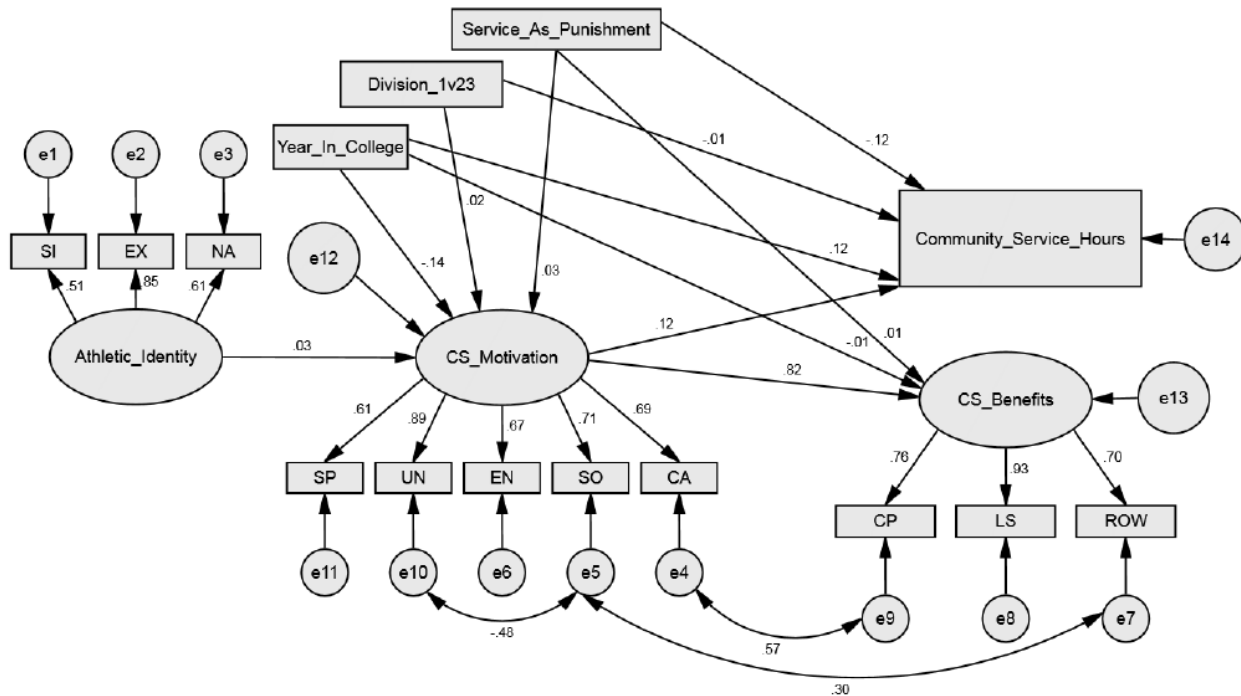 Service_As_Punishment
Division_1v23
Year_In_College
e1
e2
e3
-.01
-.12
.02
SI
EX
NA
e12
Community_Service_Hours
e14
.12
-.14
.03
.51
.85
.61
Athletic_Identity
.03
CS_Motivation
.12
-.01
.01
.82
CS_Benefits
e13
.61
.89
.67
.71
.69
.76
.93
.70
SP
UN
EN
SO
CA
CP
LS
ROW
e11
e10
e6
e5
e4
e9
e8
e7
-.48
.57
.30